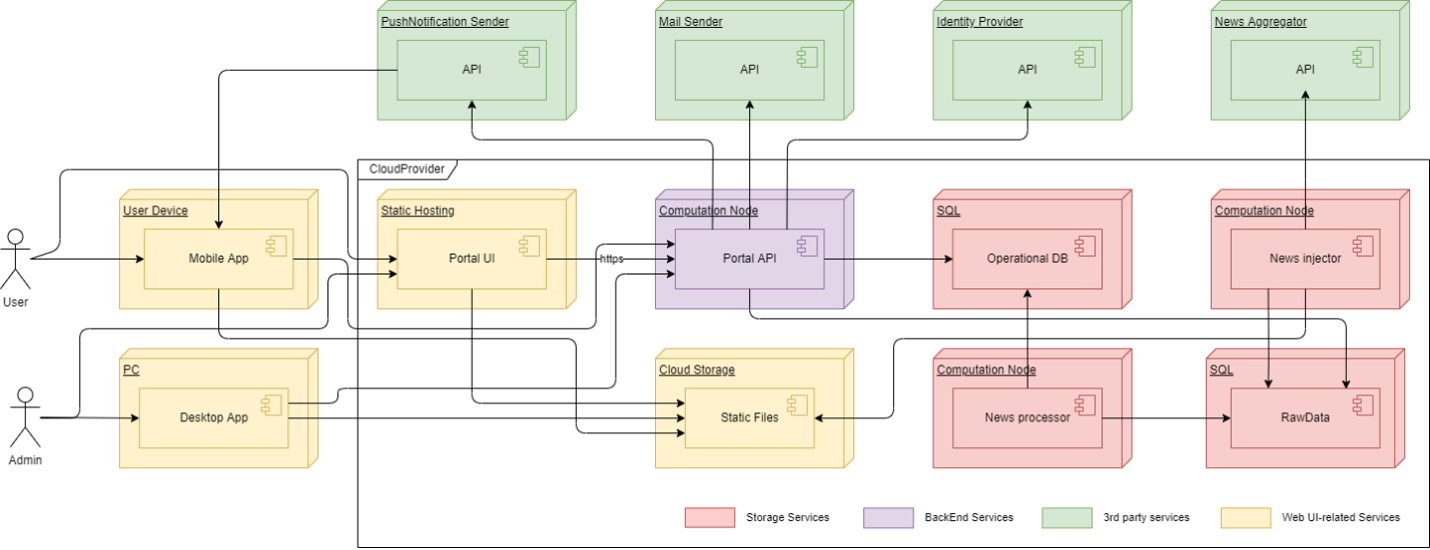 PushNotification Sender
API
Mail Sender
API
Identity Provider
API
News Aggregator
API
CloudProvider
User Device
Mobile App
Static Hosting
Portal UI
https
Computation Node
Portal API
SQL
Operational DB
Computation Node
News injector
User
PC
Desktop App
Cloud Storage
Static Files
Computation Node
News processor
SQL
RawData
Admin
Storage Services
BackEnd Services
3rd party services
Web UI-related Services